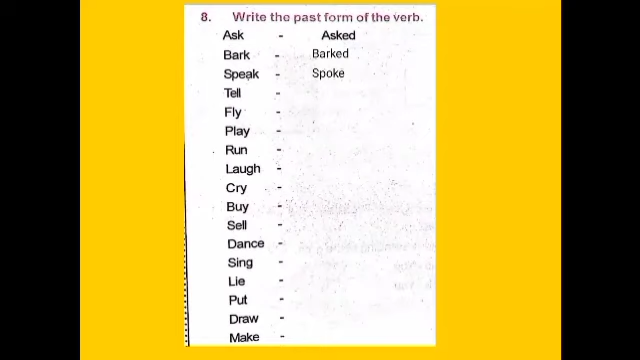 8. Write the past form of the verb.
Ask - Asked
Bark - Barked
Speak - Spoke
Tell -
Fly -
Play -
Run -
Laugh -
Cry -
Buy -
Sell -
Dance -
Sing -
Lie -
Put -
Draw -
Make -